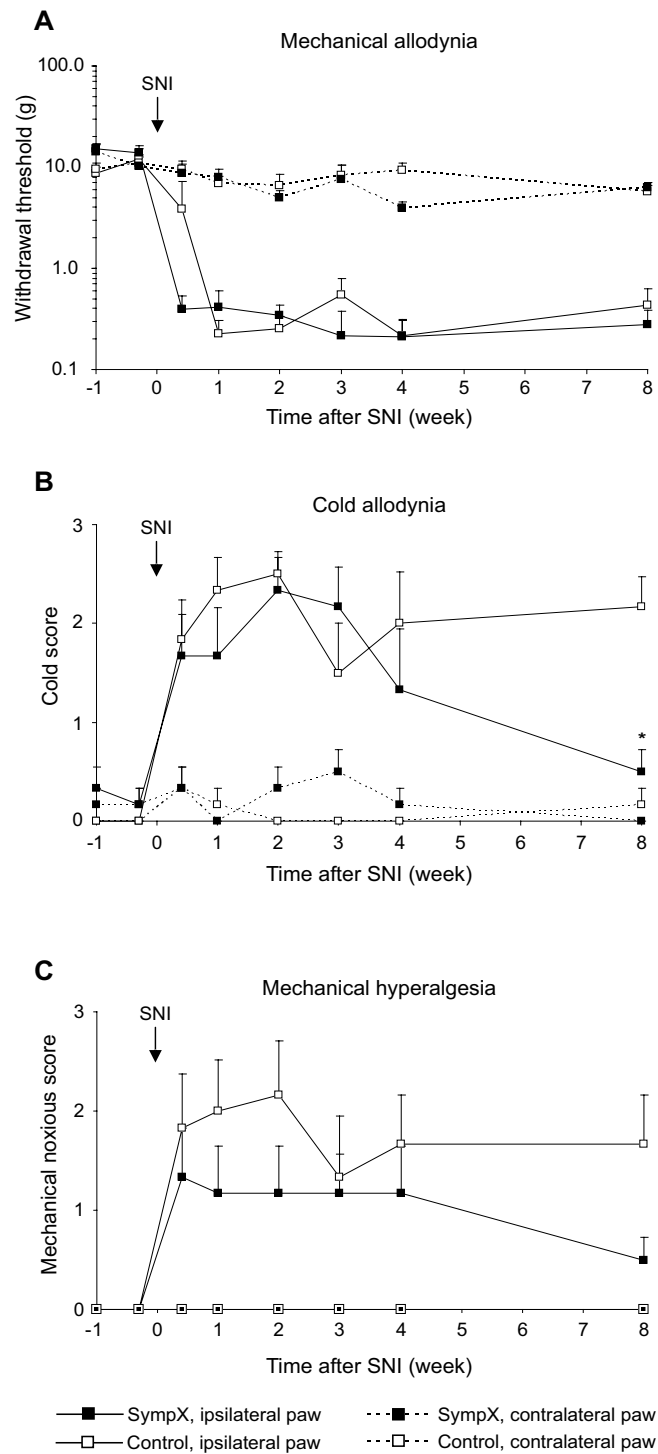 A
Mechanical allodynia
SNI
Withdrawal threshold (g)
100.0
10.0
1.0
0.1
-1 0 1 2 3 4 5 6 7 8
Time after SNI (week)
B
Cold allodynia
SNI
Cold score
3
2
1
0
*
-1 0 1 2 3 4 5 6 7 8
Time after SNI (week)
C
Mechanical hyperalgesia
SNI
Mechanical noxious score
3
2
1
0
-1 0 1 2 3 4 5 6 7 8
Time after SNI (week)
SympX, ipsilateral paw SympX, contralateral paw
Control, ipsilateral paw Control, contralateral paw